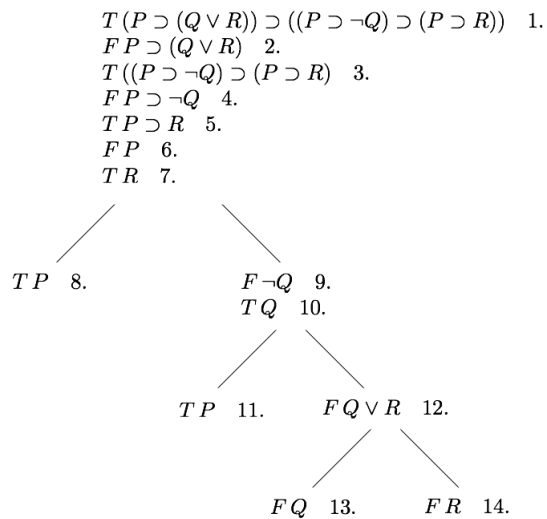 T (P ⊃ (Q ∨ R)) ⊃ ((P ⊃ ¬Q) ⊃ (P ⊃ R)) 1.
F P ⊃ (Q ∨ R) 2.
T ((P ⊃ ¬Q) ⊃ (P ⊃ R) 3.
F P ⊃ ¬Q 4.
T P ⊃ R 5.
F P 6.
T R 7.
T P 8. F ¬Q 9.
T Q 10.
T P 11. F Q ∨ R 12.
F Q 13. F R 14.